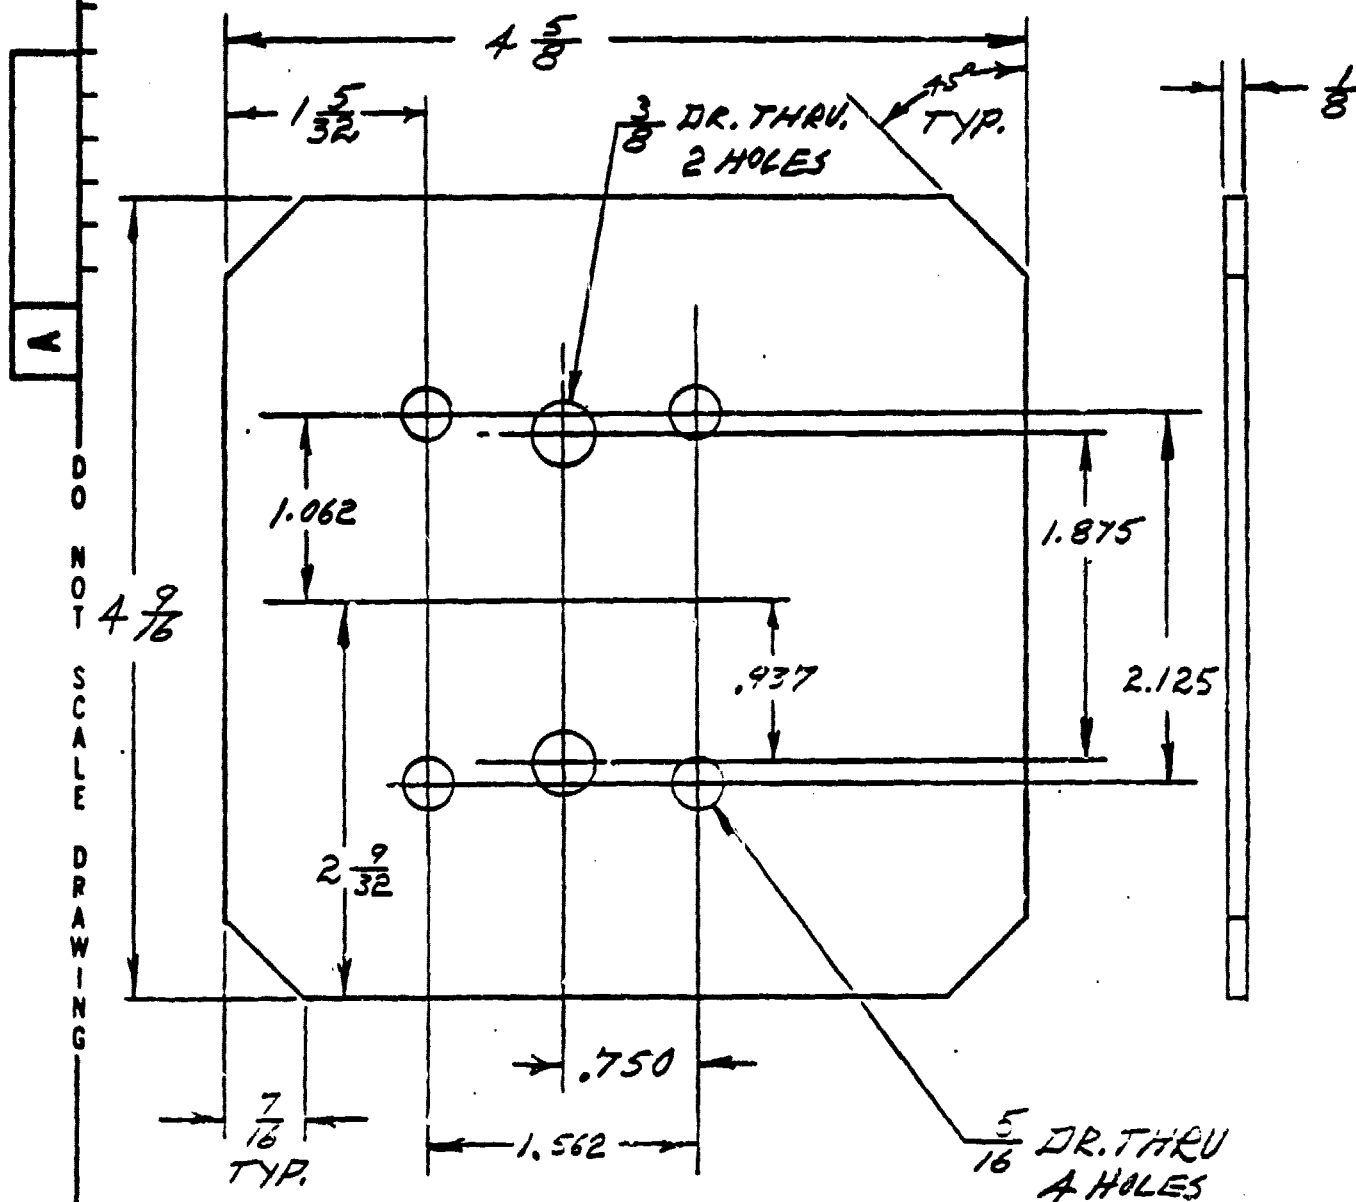 4 5/8
1 5/32
3/8 DR. THRU.
2 HOLES
45°
TYP.
1/8
A
DO NOT SCALE DRAWING
1.062
1.875
4 9/16
.937
2.125
2 9/32
.750
7/16
TYP.
1.562
5/16 DR. THRU
4 HOLES